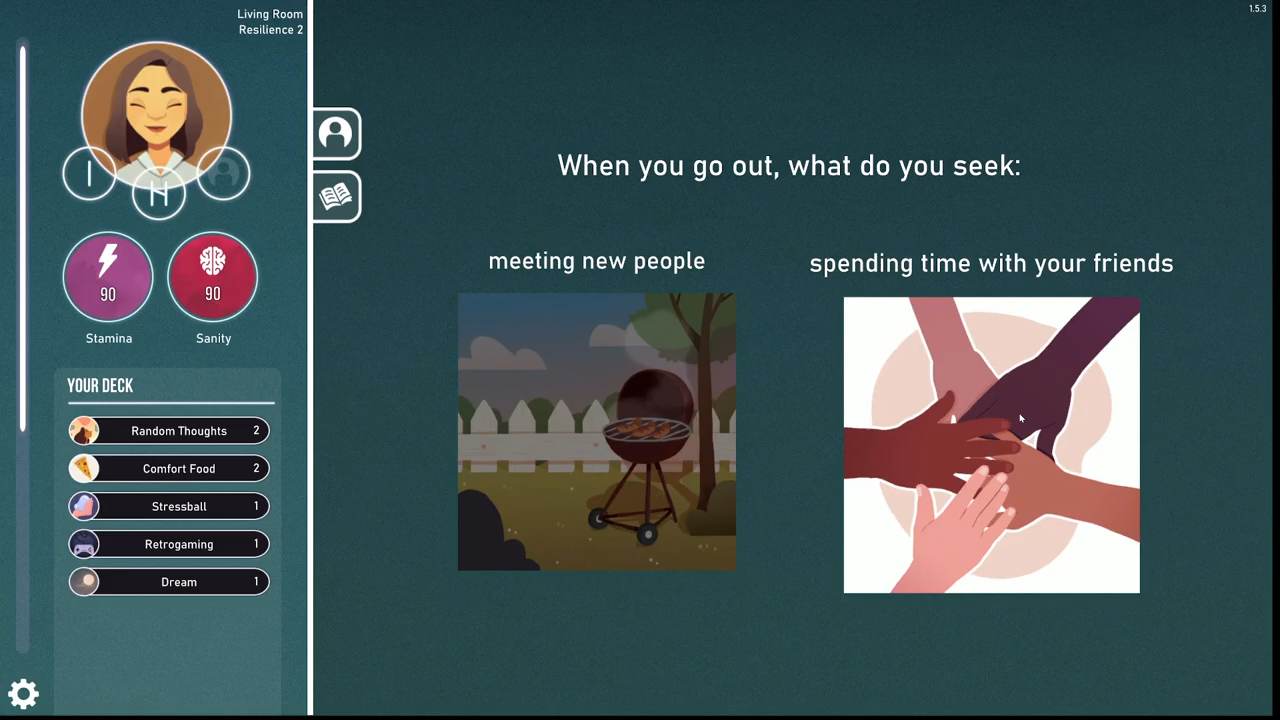 Living Room
Resilience 2
1.5.3
I
H
90
90
Stamina
Sanity
YOUR DECK
Random Thoughts 2
Comfort Food 2
Stressball 1
Retrogaming 1
Dream 1
When you go out, what do you seek:
meeting new people
spending time with your friends